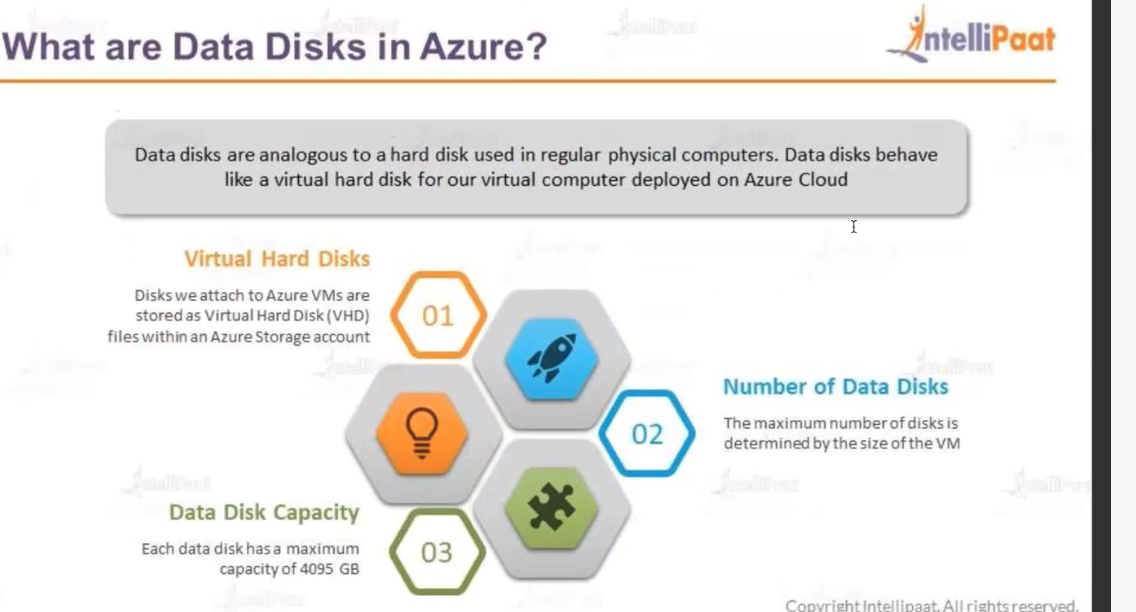 What are Data Disks in Azure?
IntelliPaat
Data disks are analogous to a hard disk used in regular physical computers. Data disks behave
like a virtual hard disk for our virtual computer deployed on Azure Cloud
Virtual Hard Disks
Disks we attach to Azure VMs are
stored as Virtual Hard Disk (VHD)
files within an Azure Storage account
01
Number of Data Disks
The maximum number of disks is
determined by the size of the VM
02
Data Disk Capacity
Each data disk has a maximum
capacity of 4095 GB
03
Copyright Intellipaat. All rights reserved.